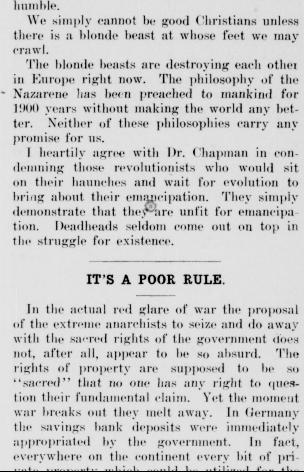 humble.
We simply cannot be good Christians unless
there is a blonde beast at whose feet we may
crawl.
The blonde beasts are destroying each other
in Europe right now. The philosophy of the
Nazarene has been preached to mankind for
1900 years without making the world any bet-
ter. Neither of these philosophies carry any
promise for us.
I heartily agree with Dr. Chapman in con-
demning those revolutionists who would sit
on their haunches and wait for evolution to
bring about their emancipation. They simply
demonstrate that they are unfit for emancipa-
tion. Deadheads seldom come out on top in
the struggle for existence.
IT'S A POOR RULE.
In the actual red glare of war the proposal
of the extreme anarchists to seize and do away
with the sacred rights of the government does
not, after all, appear to be so absurd. The
rights of property are supposed to be so
"sacred" that no one has any right to ques-
tion their fundamental claim. Yet the moment
war breaks out they melt away. In Germany
the savings bank deposits were immediately
appropriated by the government. In fact,
everywhere on the continent every bit of pri-
vate property which could be utilized for the